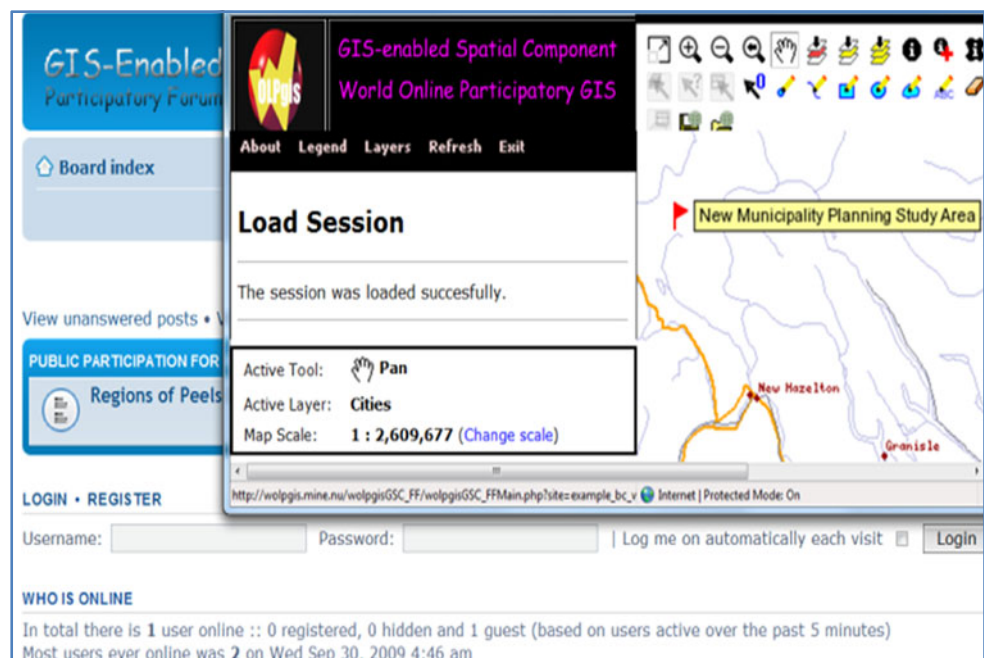 GIS-Enabled
Participatory Forum
Board index
View unanswered posts •
PUBLIC PARTICIPATION FOR
Regions of Peels
LOGIN • REGISTER
Username:
Password:
| Log me on automatically each visit
Login
WHO IS ONLINE
In total there is 1 user online :: 0 registered, 0 hidden and 1 guest (based on users active over the past 5 minutes)
Most users ever online was 2 on Wed Sep 30, 2009 4:46 am
OLPgis
GIS-enabled Spatial Component
World Online Participatory GIS
About Legend Layers Refresh Exit
Load Session
The session was loaded succesfully.
Active Tool: Pan
Active Layer: Cities
Map Scale: 1 : 2,609,677 (Change scale)
http://wolpgis.mine.nu/wolpgisGSC_FF/wolpgisGSC_FFMain.php?site=example_bc_v
Internet | Protected Mode: On
ABC
New Municipality Planning Study Area
New Hazelton
Granisle